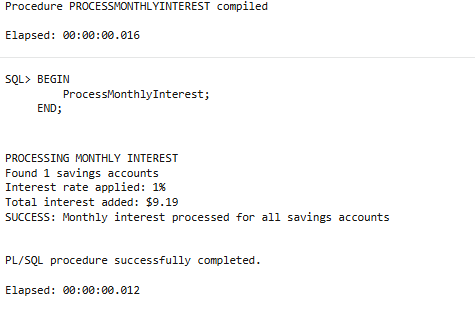 Procedure PROCESSMONTHLYINTEREST compiled
Elapsed: 00:00:00.016
SQL> BEGIN
ProcessMonthlyInterest;
END;
PROCESSING MONTHLY INTEREST
Found 1 savings accounts
Interest rate applied: 1%
Total interest added: $9.19
SUCCESS: Monthly interest processed for all savings accounts
PL/SQL procedure successfully completed.
Elapsed: 00:00:00.012